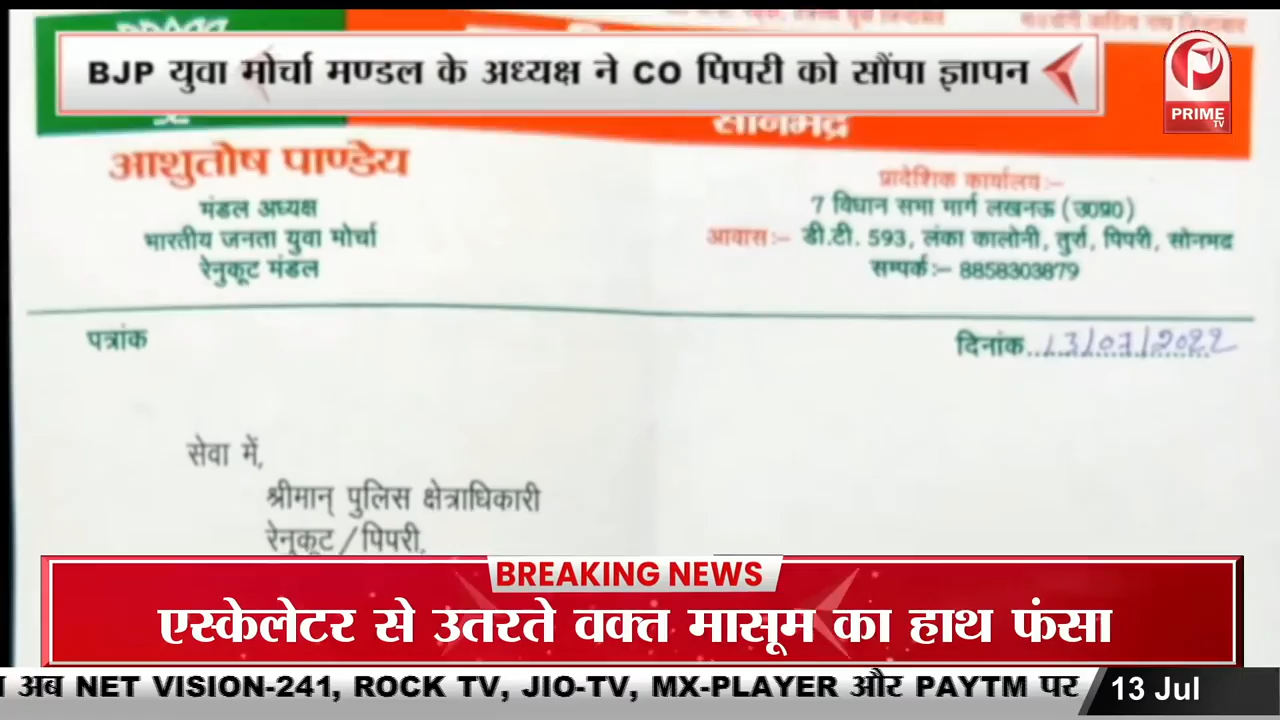 BJP युवा मोर्चा मण्डल के अध्यक्ष ने CO पिपरी को सौंपा ज्ञापन
PRIME
TV
सोनभद्र
आशुतोष पाण्डेय
मंडल अध्यक्ष
भारतीय जनता युवा मोर्चा
रेनुकूट मंडल
प्रादेशिक कार्यालय:-
7 विधान सभा मार्ग लखनऊ (उ0प्र0)
आवास:- डी.टी. 593, लंका कालोनी, तुर्रा, पिपरी, सोनभद्र
सम्पर्क:- 8858303879
पत्रांक
दिनांक..13/07/2022
सेवा में,
श्रीमान् पुलिस क्षेत्राधिकारी
रेनुकूट/पिपरी,
BREAKING NEWS
एस्केलेटर से उतरते वक्त मासूम का हाथ फंसा
अब NET VISION-241, ROCK TV, JIO-TV, MX-PLAYER और PAYTM पर
13 Jul